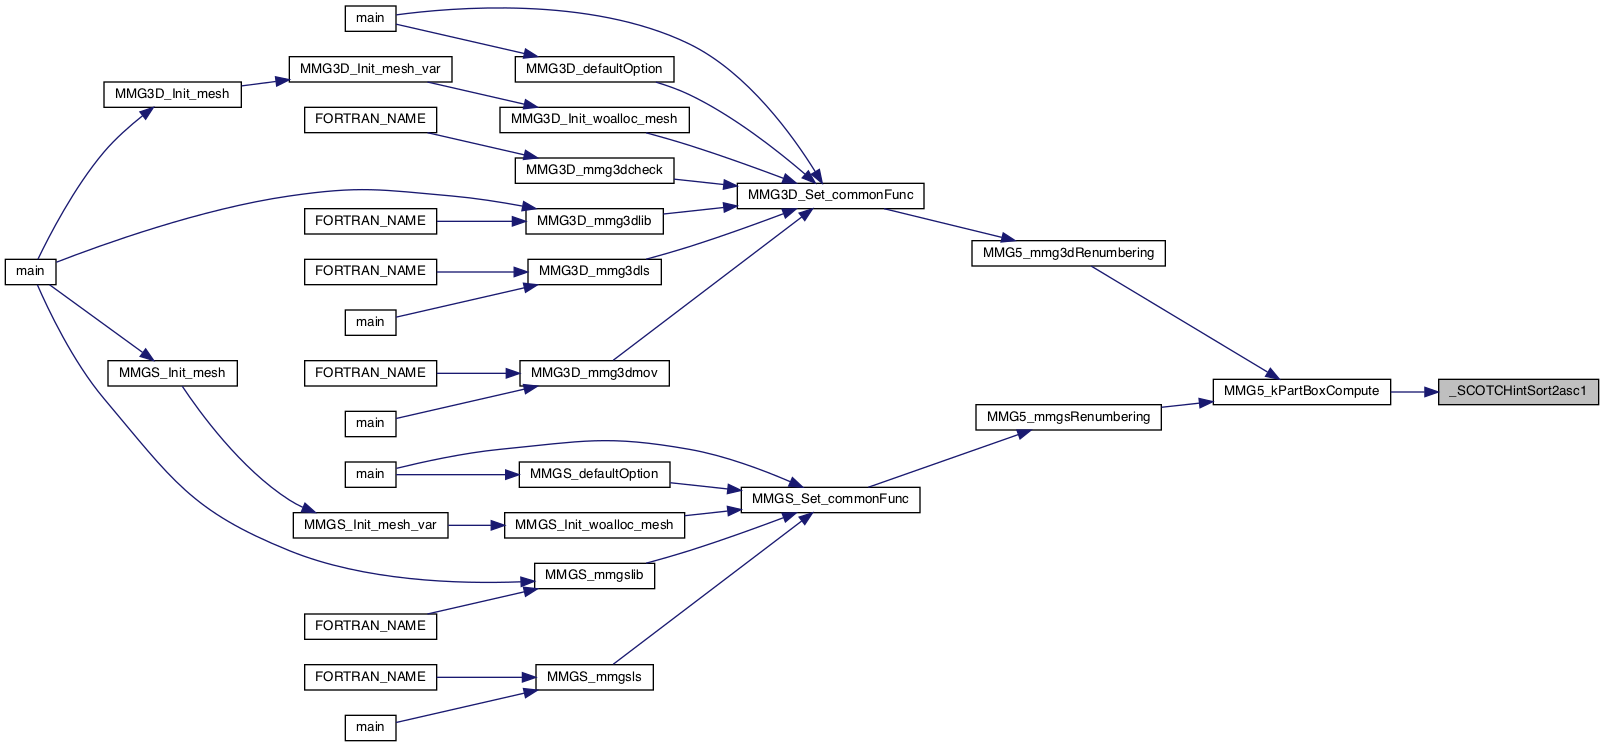 main
MMG3D_Init_mesh_var
MMG3D_defaultOption
MMG3D_Init_mesh
FORTRAN_NAME
MMG3D_Init_woalloc_mesh
MMG3D_mmg3dcheck
MMG3D_Set_commonFunc
FORTRAN_NAME
MMG3D_mmg3dlib
MMG5_mmg3dRenumbering
main
FORTRAN_NAME
MMG3D_mmg3dls
main
MMGS_Init_mesh
FORTRAN_NAME
MMG3D_mmg3dmov
MMG5_kPartBoxCompute
_SCOTCHintSort2asc1
main
MMG5_mmgsRenumbering
main
MMGS_defaultOption
MMGS_Set_commonFunc
MMGS_Init_mesh_var
MMGS_Init_woalloc_mesh
MMGS_mmgslib
FORTRAN_NAME
FORTRAN_NAME
MMGS_mmgsls
main